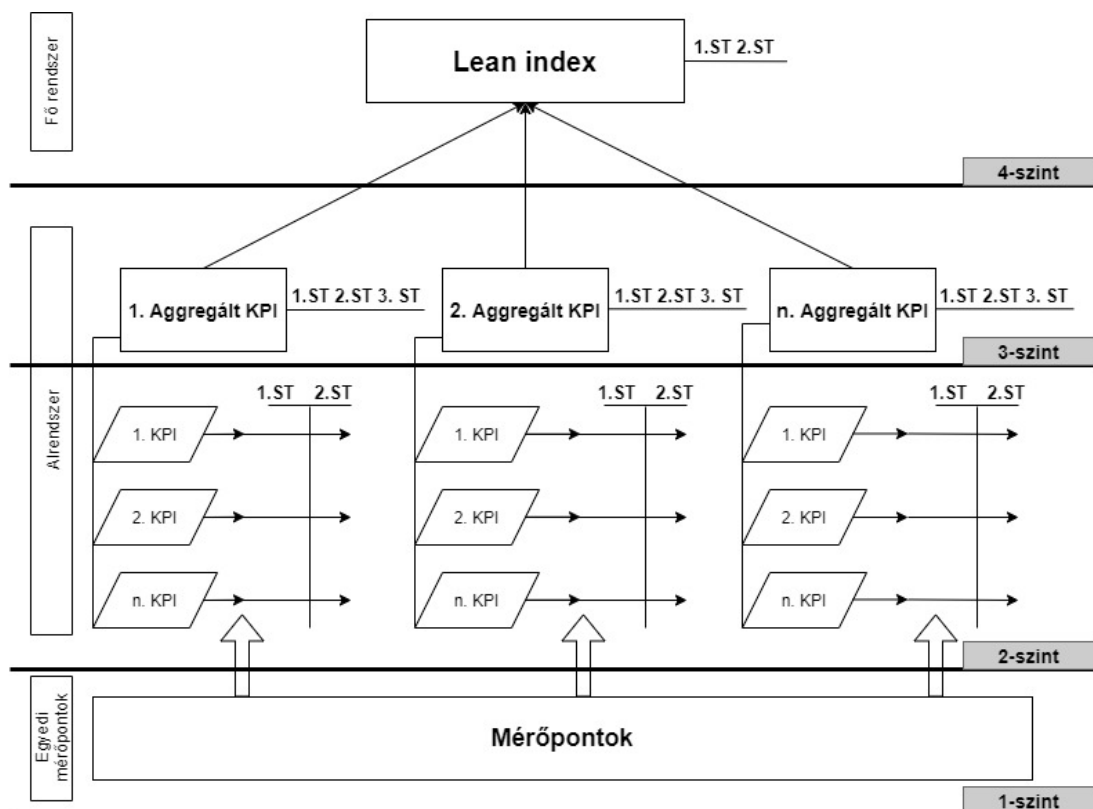 Fő rendszer
Lean index
1.ST 2.ST
4-szint
Alrendszer
1. Aggregált KPI
1.ST 2.ST 3. ST
2. Aggregált KPI
1.ST 2.ST 3. ST
n. Aggregált KPI
1.ST 2.ST 3. ST
3-szint
1.ST 2.ST
1. KPI
2. KPI
n. KPI
1.ST 2.ST
1. KPI
2. KPI
n. KPI
1.ST 2.ST
1. KPI
2. KPI
n. KPI
2-szint
Egyedi
mérőpontok
Mérőpontok
1-szint